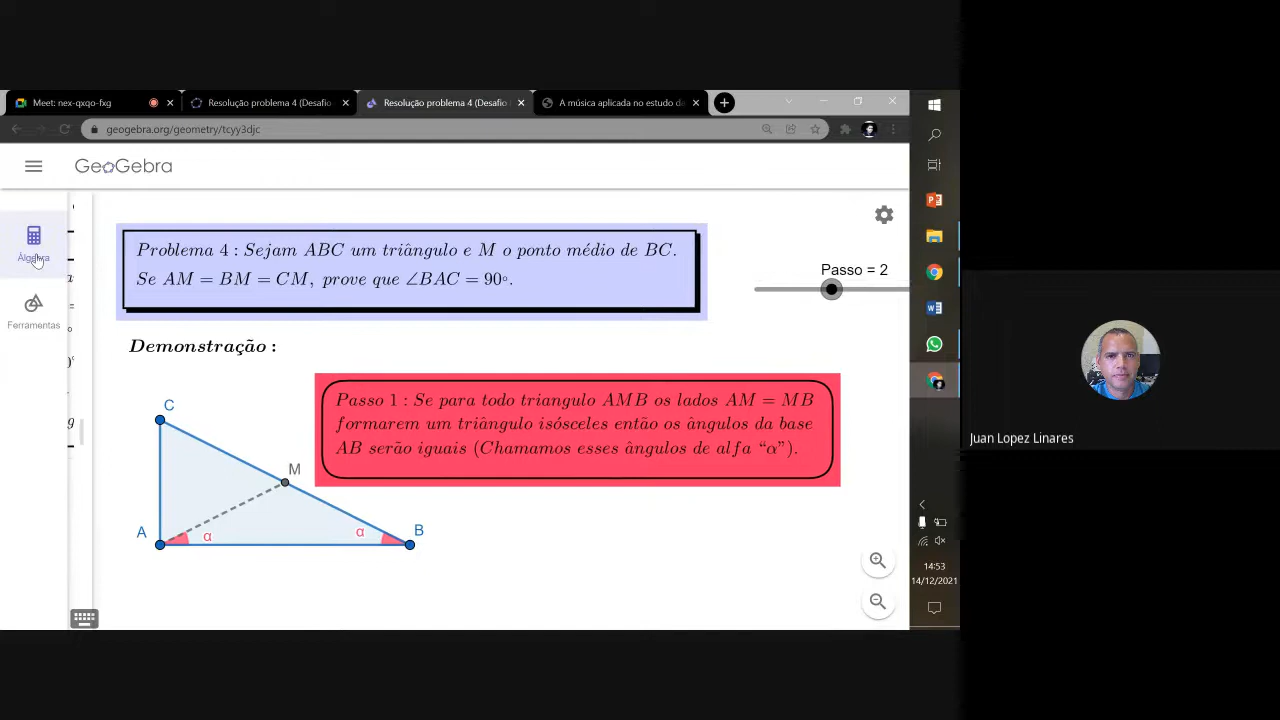 Meet: nex-qxqo-fxg
Resolução problema 4 (Desafio
Resolução problema 4 (Desafio
A música aplicada no estudo de
geogebra.org/geometry/tcyy3djc
GeoGebra
Álgebra
Ferramentas
Problema 4 : Sejam ABC um triângulo e M o ponto médio de BC.
Se AM = BM = CM, prove que ∠BAC = 90°.
Passo = 2
Demonstração :
Passo 1 : Se para todo triangulo AMB os lados AM = MB
formarem um triângulo isósceles então os ângulos da base
AB serão iguais (Chamamos esses ângulos de alfa “α”).
C
M
A
α
α
B
Juan Lopez Linares
14:53
14/12/2021